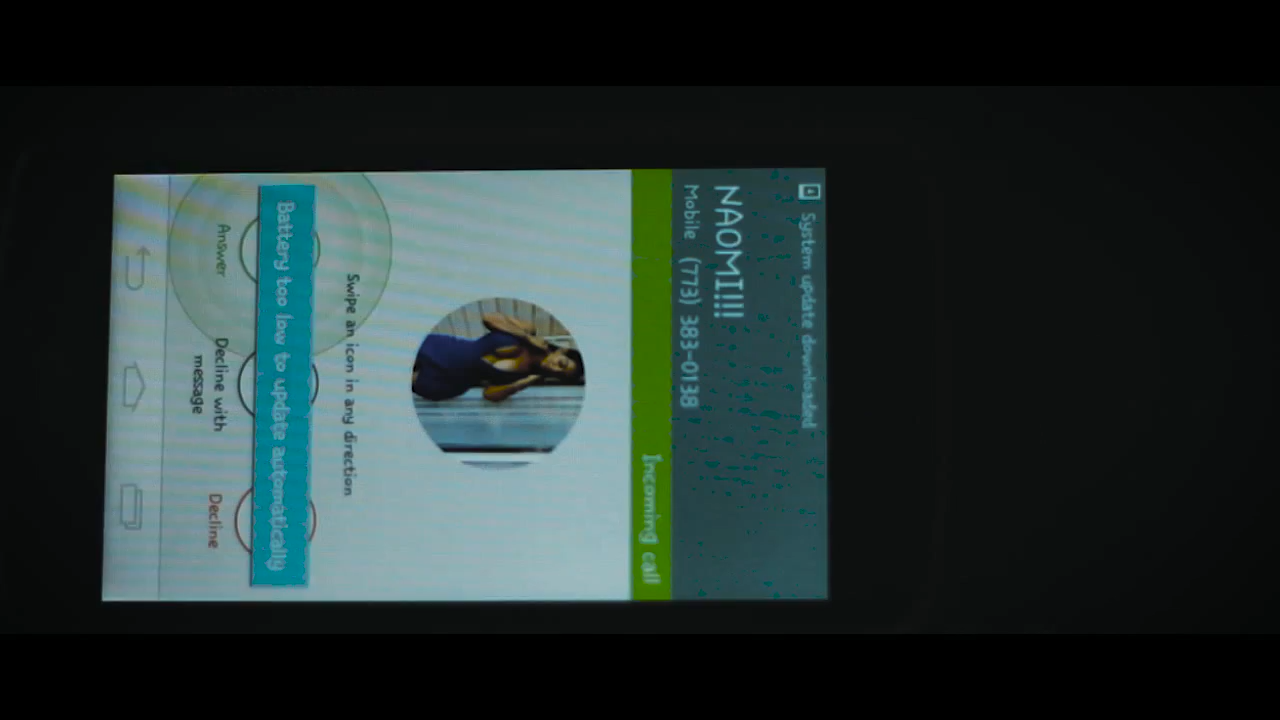 System update downloaded
NAOMI!!!
Mobile (773) 383-0138
Incoming call
Swipe an icon in any direction
Battery too low to update automatically
Answer
Decline with
message
Decline